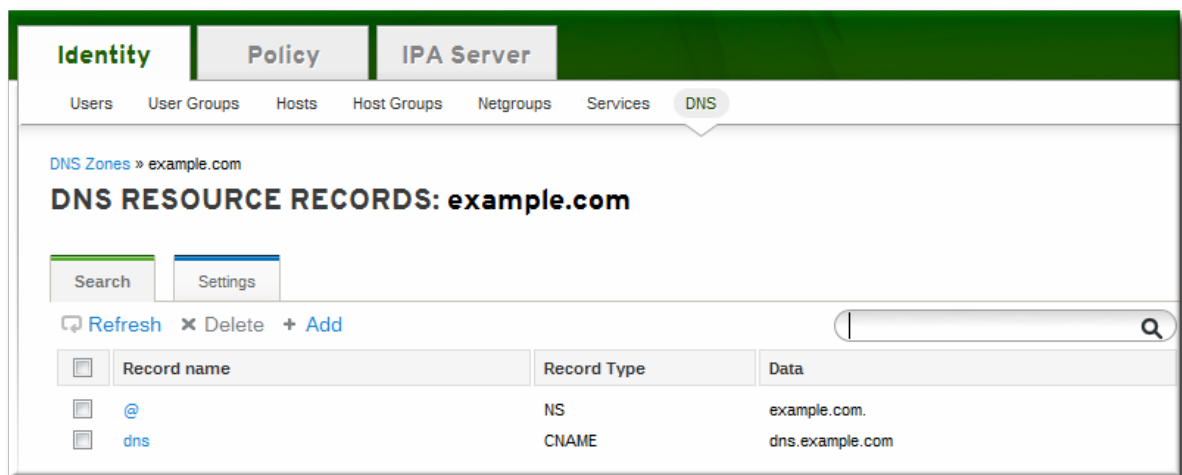 Identity Policy IPA Server
Users User Groups Hosts Host Groups Netgroups Services DNS
DNS Zones » example.com
DNS RESOURCE RECORDS: example.com
Search Settings
Refresh Delete Add
Record name Record Type Data
@ NS example.com.
dns CNAME dns.example.com